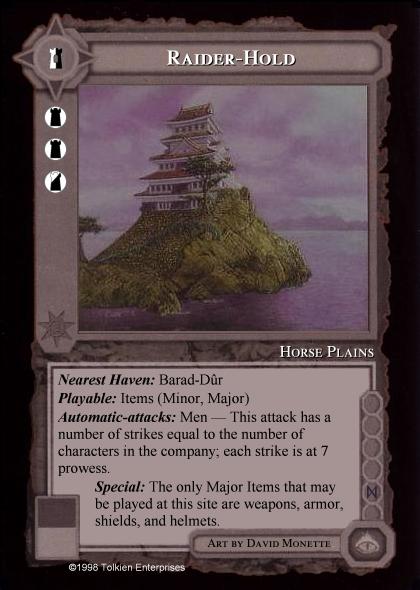 RAIDER-HOLD
HORSE PLAINS
Nearest Haven: Barad-Dûr
Playable: Items (Minor, Major)
Automatic-attacks: Men — This attack has a
number of strikes equal to the number of
characters in the company; each strike is at 7
prowess.
Special: The only Major Items that may
be played at this site are weapons, armor,
shields, and helmets.
ART BY DAVID MONETTE
©1998 Tolkien Enterprises